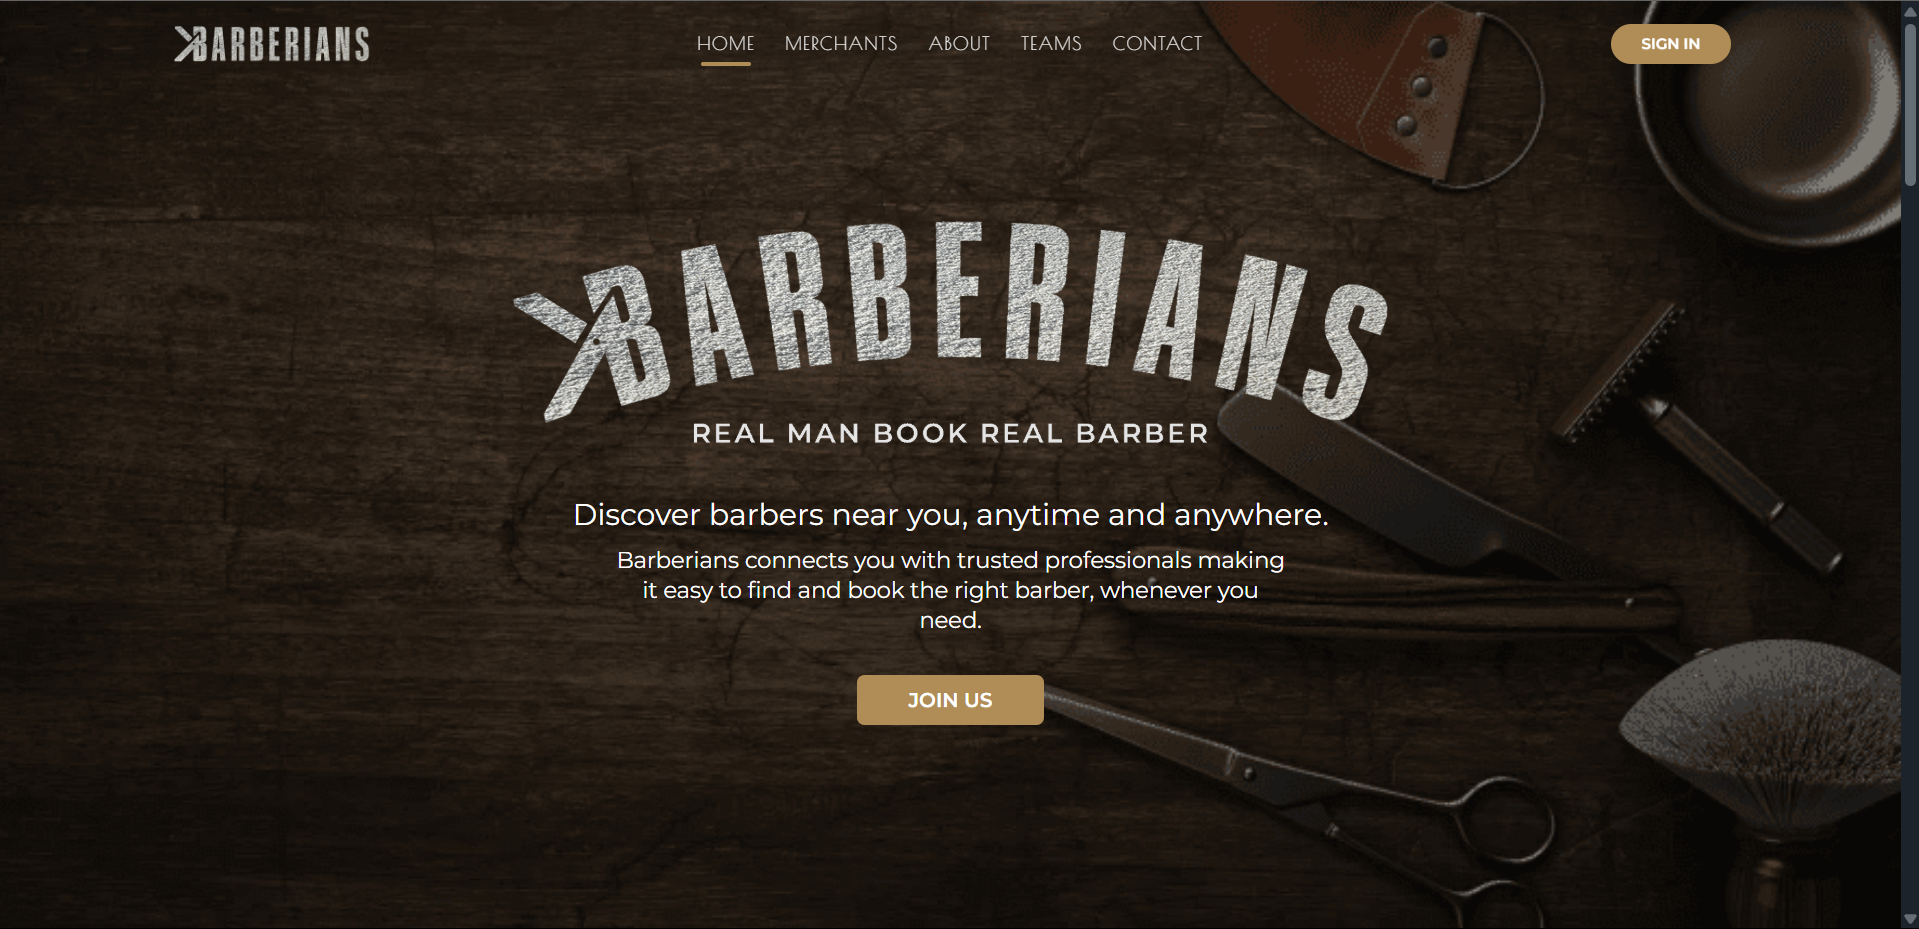 BARBERIANS
HOME
MERCHANTS
ABOUT
TEAMS
CONTACT
SIGN IN
BARBERIANS
REAL MAN BOOK REAL BARBER
Discover barbers near you, anytime and anywhere.
Barberians connects you with trusted professionals making
it easy to find and book the right barber, whenever you
need.
JOIN US